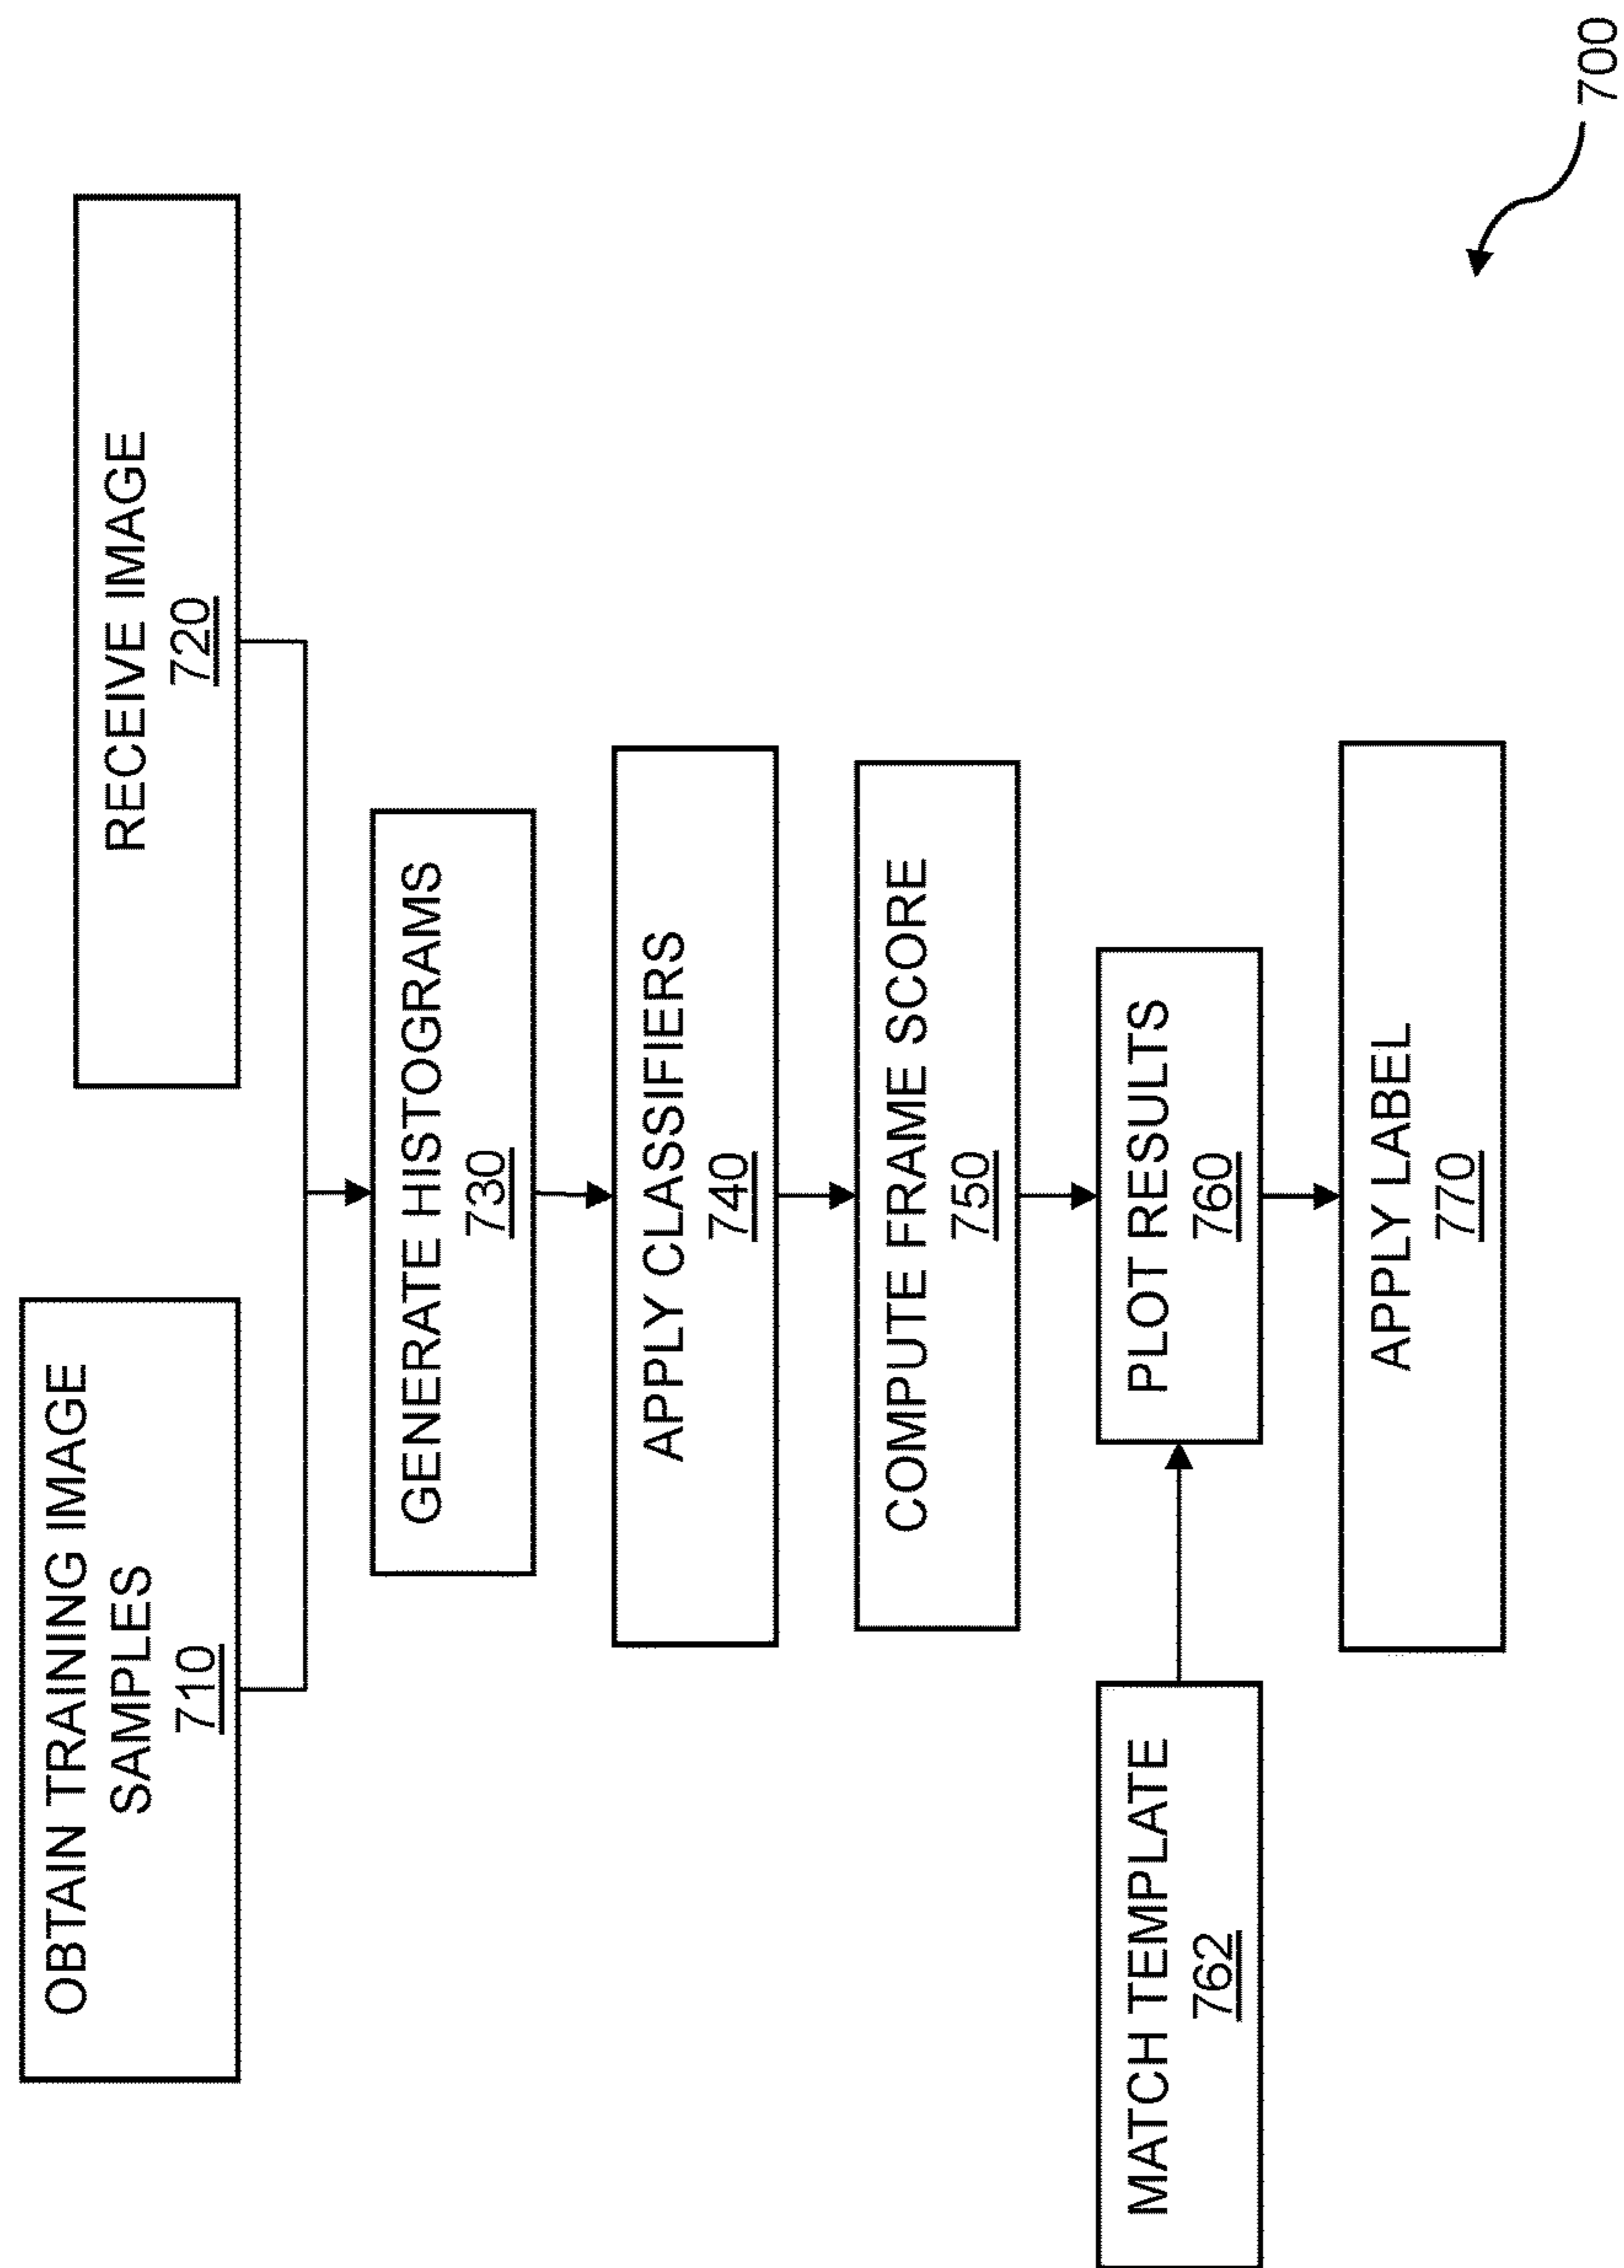 OBTAIN TRAINING IMAGE
SAMPLES
710
RECEIVE IMAGE
720
GENERATE HISTOGRAMS
730
APPLY CLASSIFIERS
740
COMPUTE FRAME SCORE
750
MATCH TEMPLATE
762
PLOT RESULTS
760
APPLY LABEL
770
700